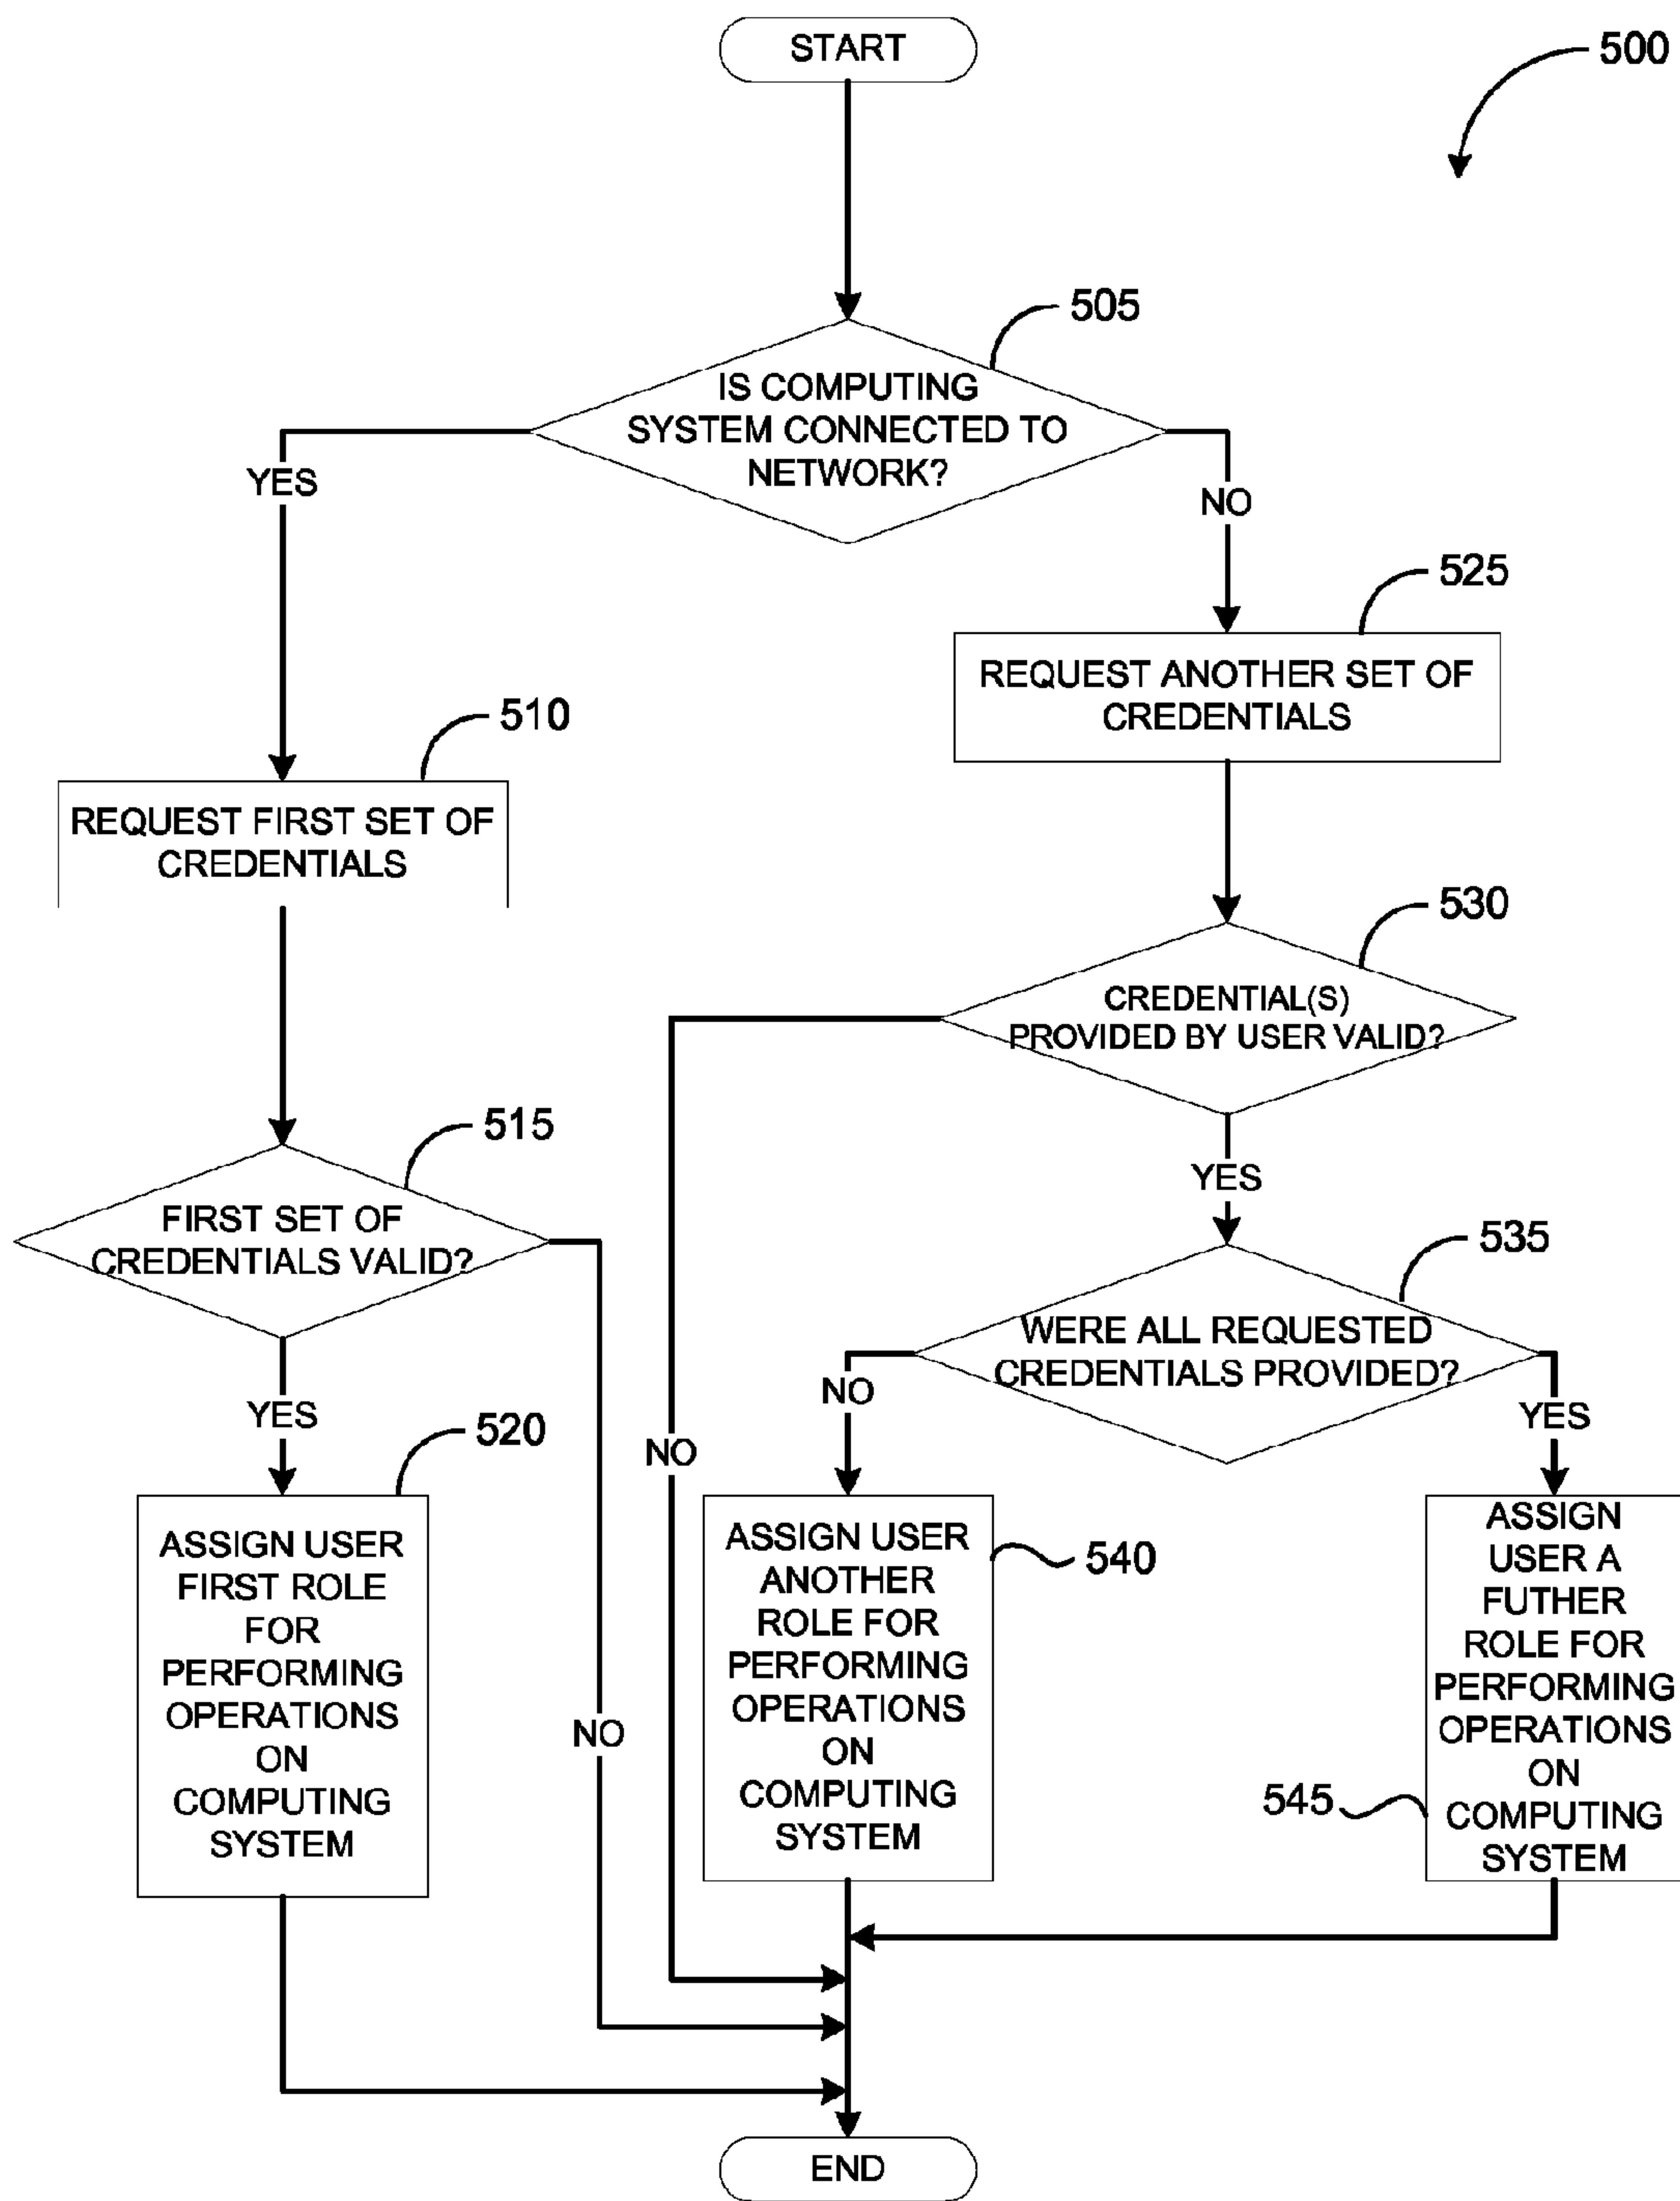 START
500
505
IS COMPUTING
SYSTEM CONNECTED TO
NETWORK?
YES
NO
525
REQUEST ANOTHER SET OF
CREDENTIALS
510
REQUEST FIRST SET OF
CREDENTIALS
530
CREDENTIAL(S)
PROVIDED BY USER VALID?
515
FIRST SET OF
CREDENTIALS VALID?
YES
535
WERE ALL REQUESTED
CREDENTIALS PROVIDED?
NO
YES
YES
520
NO
ASSIGN USER
FIRST ROLE
FOR
PERFORMING
OPERATIONS
ON
COMPUTING
SYSTEM
NO
ASSIGN USER
ANOTHER
ROLE FOR
PERFORMING
OPERATIONS
ON
COMPUTING
SYSTEM
540
ASSIGN
USER A
FUTHER
ROLE FOR
PERFORMING
OPERATIONS
ON
COMPUTING
SYSTEM
545
END